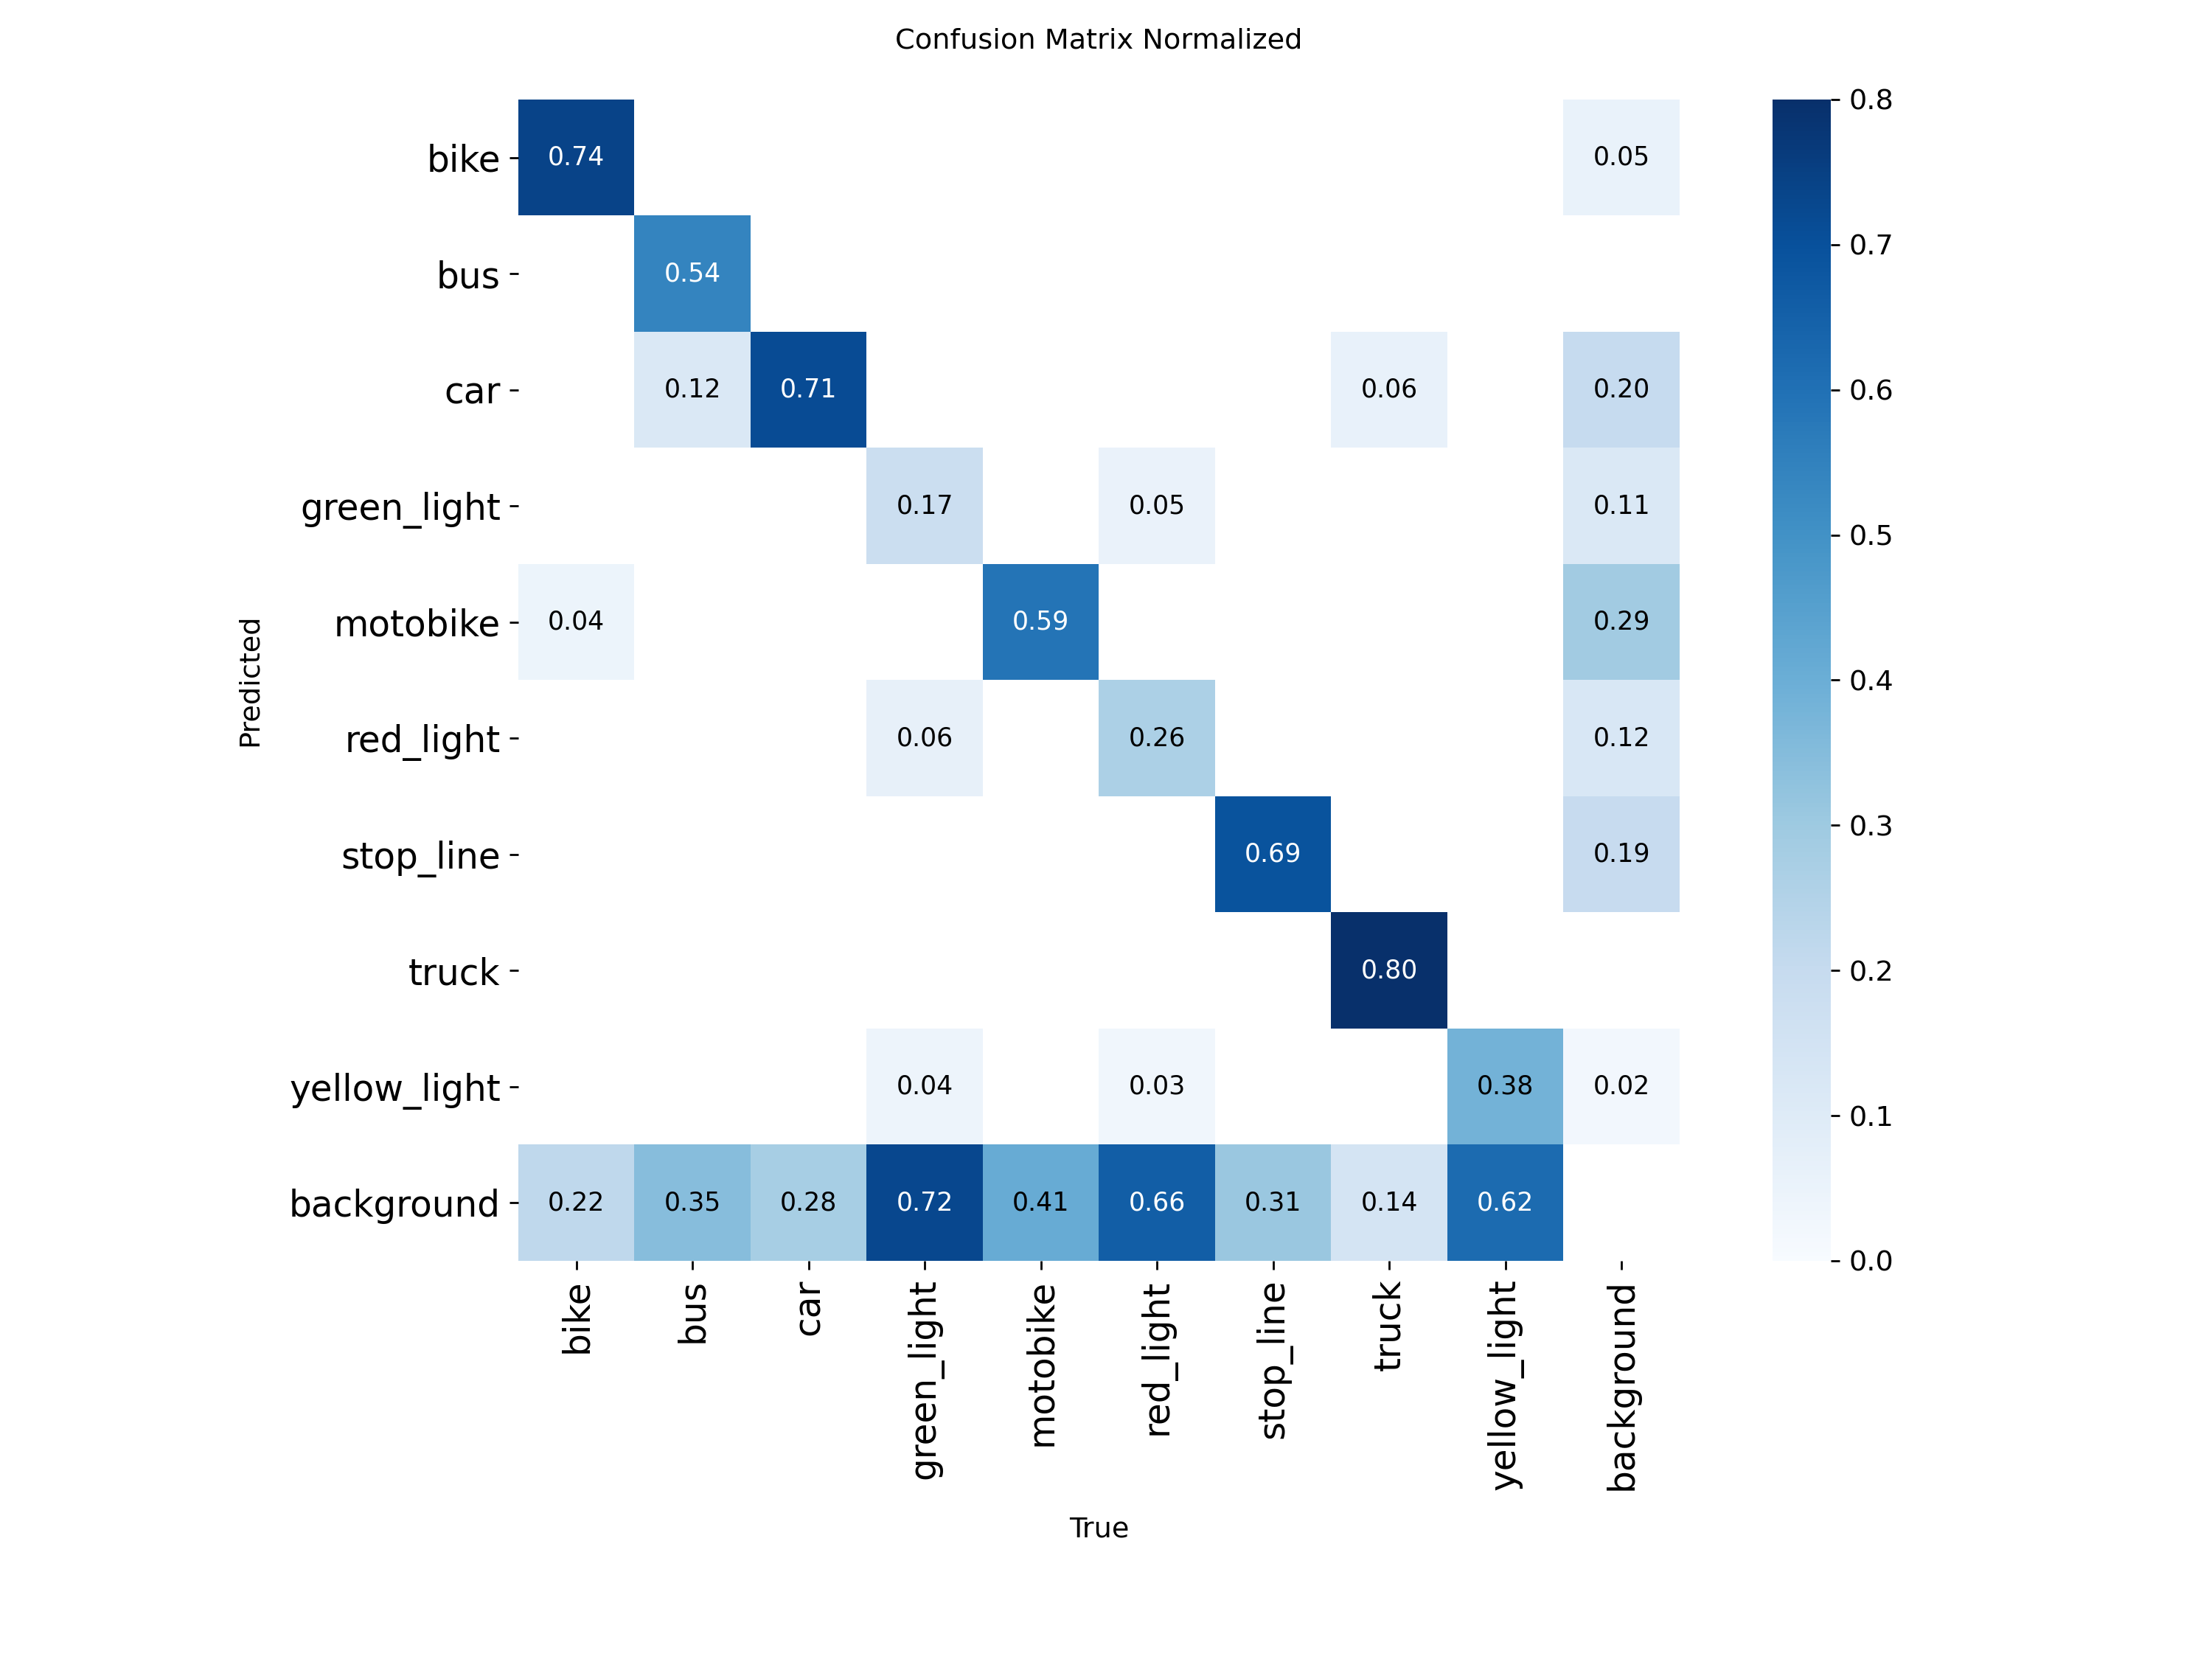 Confusion Matrix Normalized
bike 0.74 0.05 0.8
bus 0.54 0.7
car 0.12 0.71 0.06 0.20 0.6
green_light 0.17 0.05 0.11 0.5
motobike 0.04 0.59 0.29
red_light 0.06 0.26 0.12 0.4
stop_line 0.69 0.19 0.3
truck 0.80 0.2
yellow_light 0.04 0.03 0.38 0.02 0.1
background 0.22 0.35 0.28 0.72 0.41 0.66 0.31 0.14 0.62 0.0
Predicted
bike bus car green_light motobike red_light stop_line truck yellow_light background
True